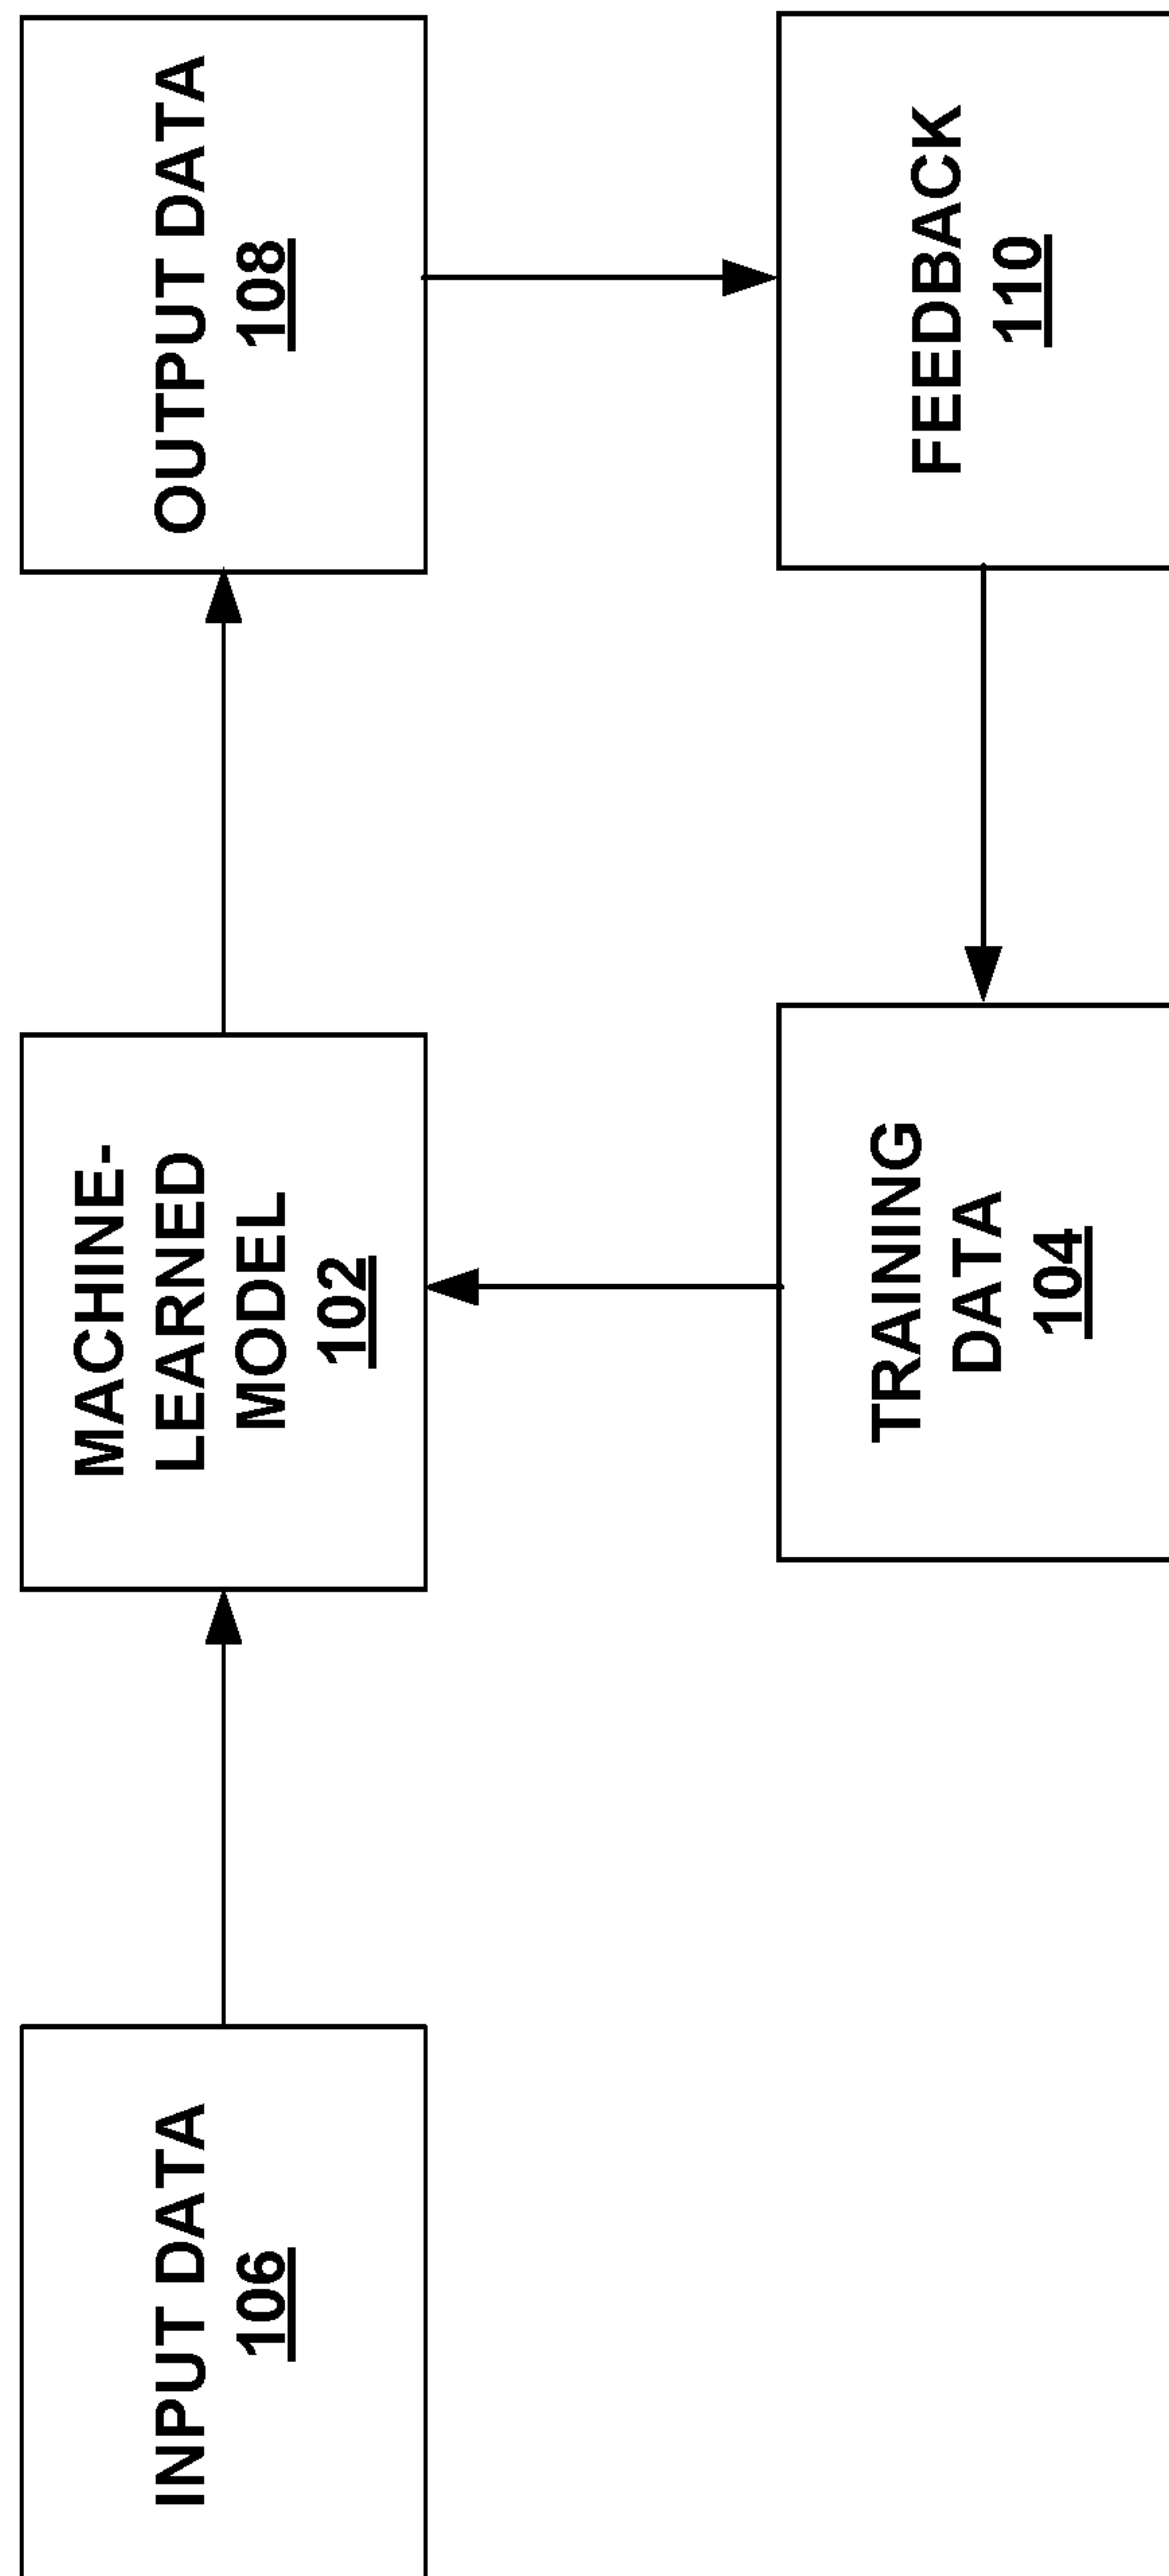 INPUT DATA
106
MACHINE-
LEARNED
MODEL
102
OUTPUT DATA
108
TRAINING
DATA
104
FEEDBACK
110